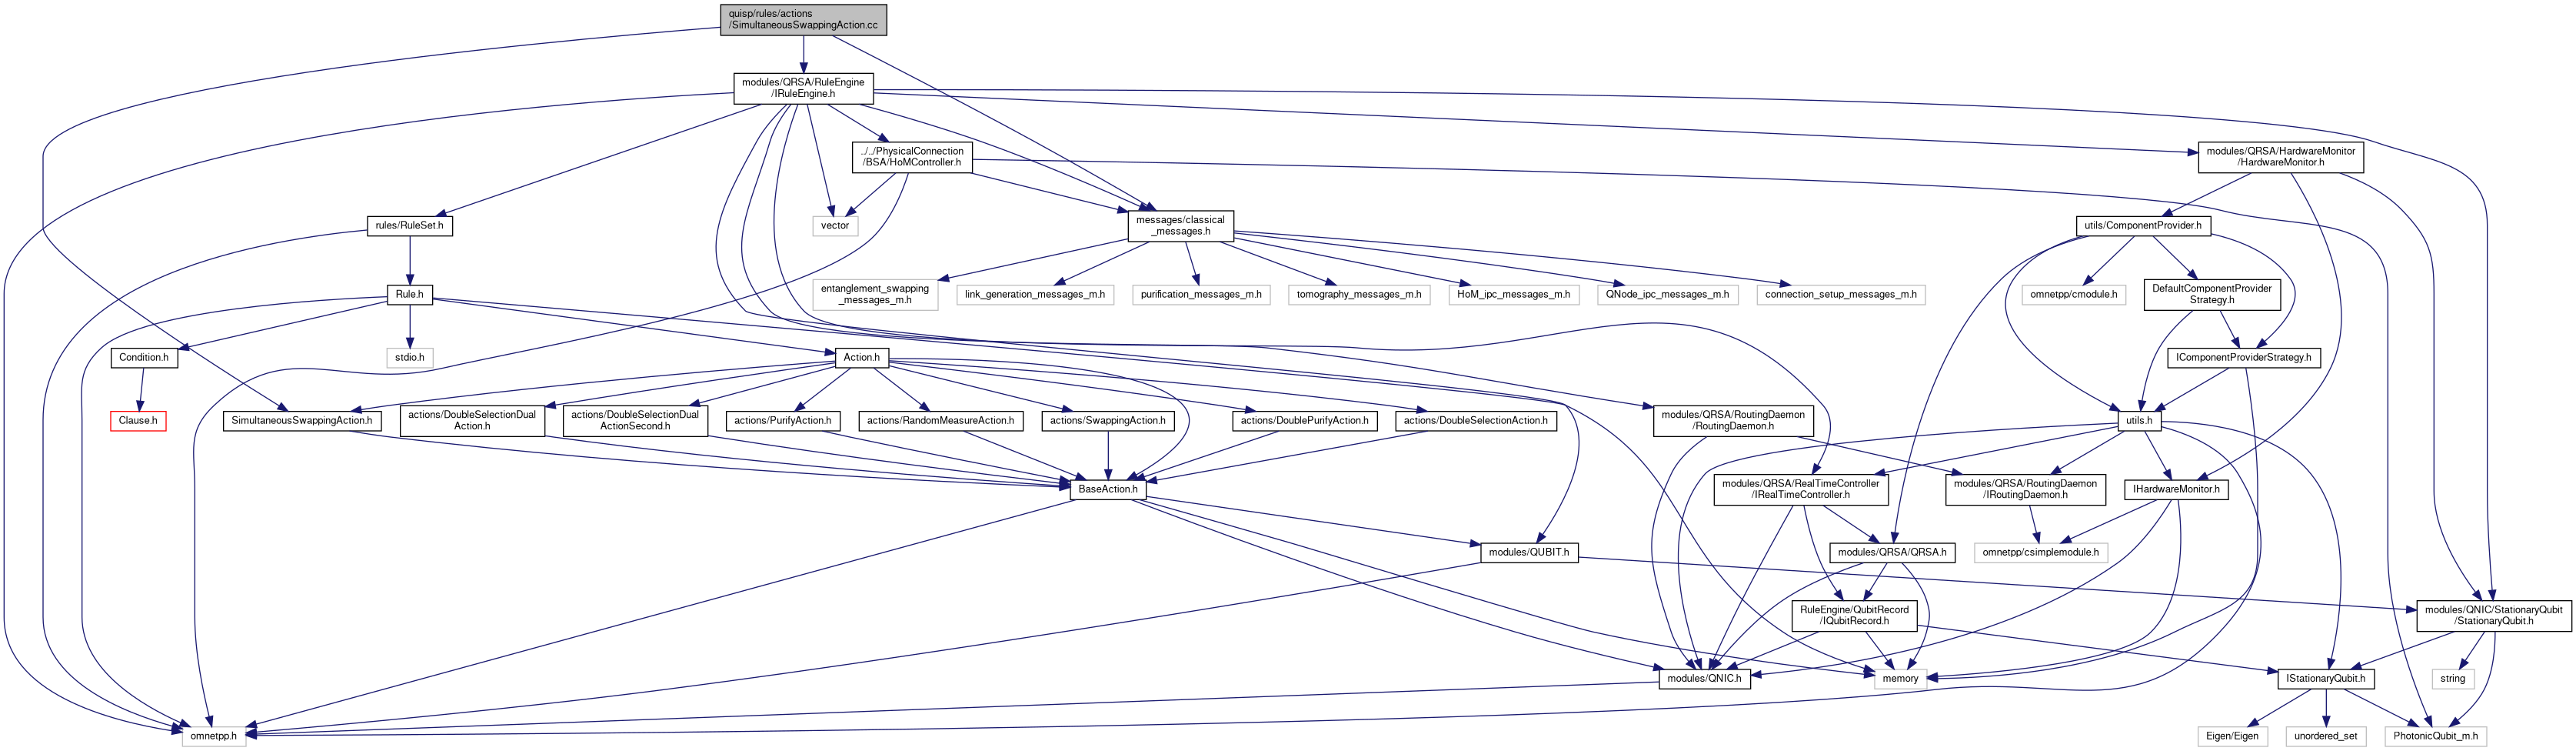 quisp/rules/actions
/SimultaneousSwappingAction.cc
modules/QRSA/RuleEngine
/IRuleEngine.h
../../PhysicalConnection
/BSA/HoMController.h
modules/QRSA/HardwareMonitor
/HardwareMonitor.h
rules/RuleSet.h
vector
messages/classical
_messages.h
utils/ComponentProvider.h
Rule.h
entanglement_swapping
_messages_m.h
link_generation_messages_m.h
purification_messages_m.h
tomography_messages_m.h
HoM_ipc_messages_m.h
QNode_ipc_messages_m.h
connection_setup_messages_m.h
omnetpp/cmodule.h
DefaultComponentProvider
Strategy.h
Condition.h
stdio.h
Action.h
IComponentProviderStrategy.h
Clause.h
SimultaneousSwappingAction.h
actions/DoubleSelectionDual
Action.h
actions/DoubleSelectionDual
ActionSecond.h
actions/PurifyAction.h
actions/RandomMeasureAction.h
actions/SwappingAction.h
actions/DoublePurifyAction.h
actions/DoubleSelectionAction.h
modules/QRSA/RoutingDaemon
/RoutingDaemon.h
utils.h
BaseAction.h
modules/QRSA/RealTimeController
/IRealTimeController.h
modules/QRSA/RoutingDaemon
/IRoutingDaemon.h
IHardwareMonitor.h
modules/QUBIT.h
modules/QRSA/QRSA.h
omnetpp/csimplemodule.h
RuleEngine/QubitRecord
/IQubitRecord.h
modules/QNIC/StationaryQubit
/StationaryQubit.h
modules/QNIC.h
memory
IStationaryQubit.h
string
omnetpp.h
Eigen/Eigen
unordered_set
PhotonicQubit_m.h